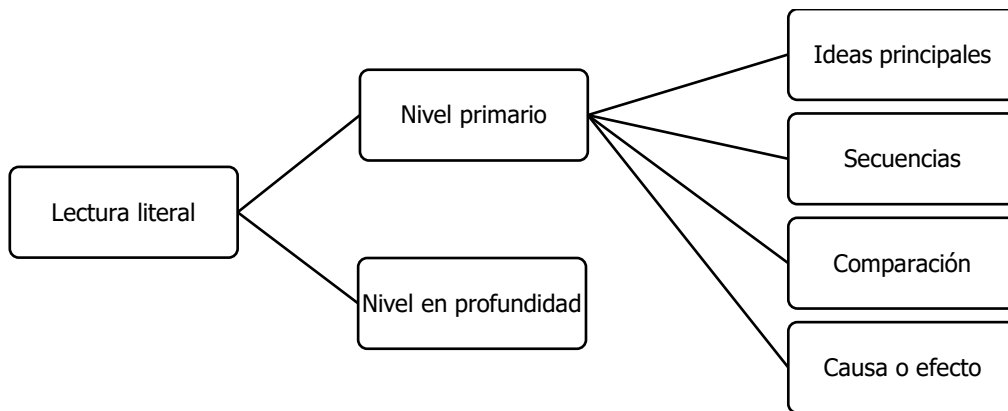 Lectura literal
Nivel primario
Nivel en profundidad
Ideas principales
Secuencias
Comparación
Causa o efecto